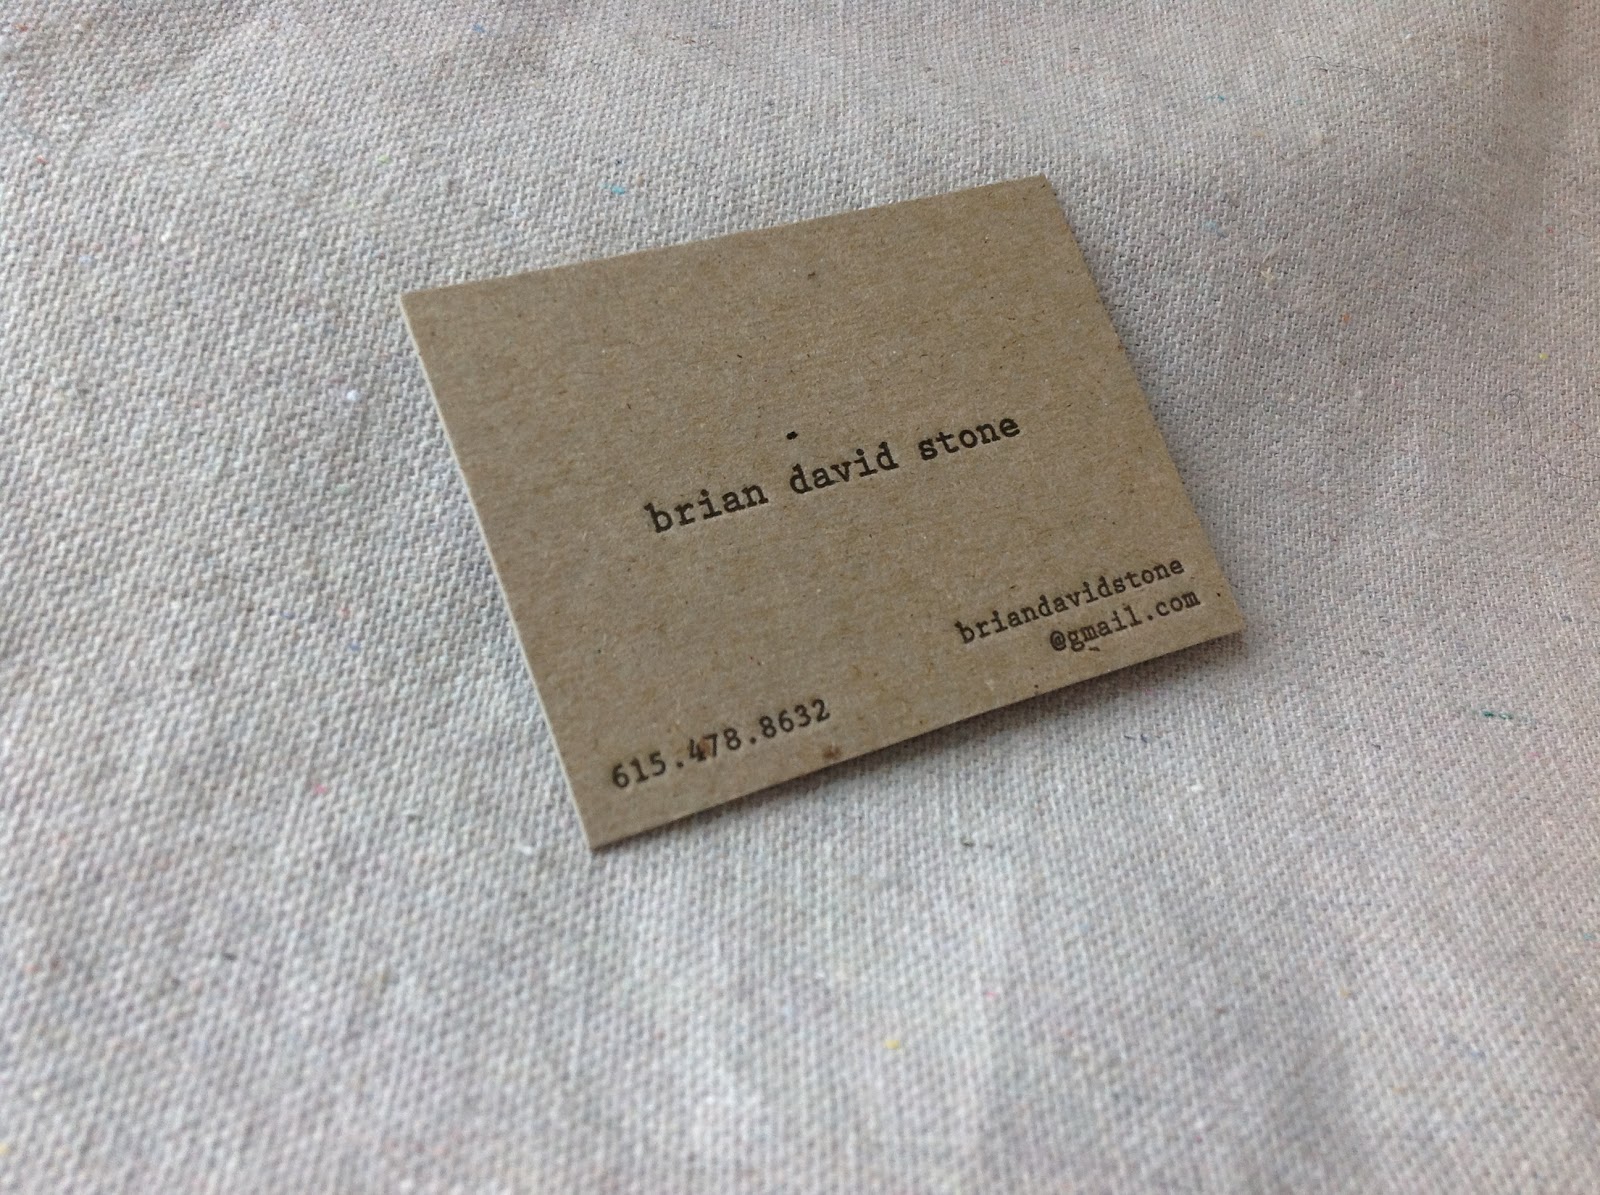 brian david stone
briandavidstone
@gmail.com
615.478.8632